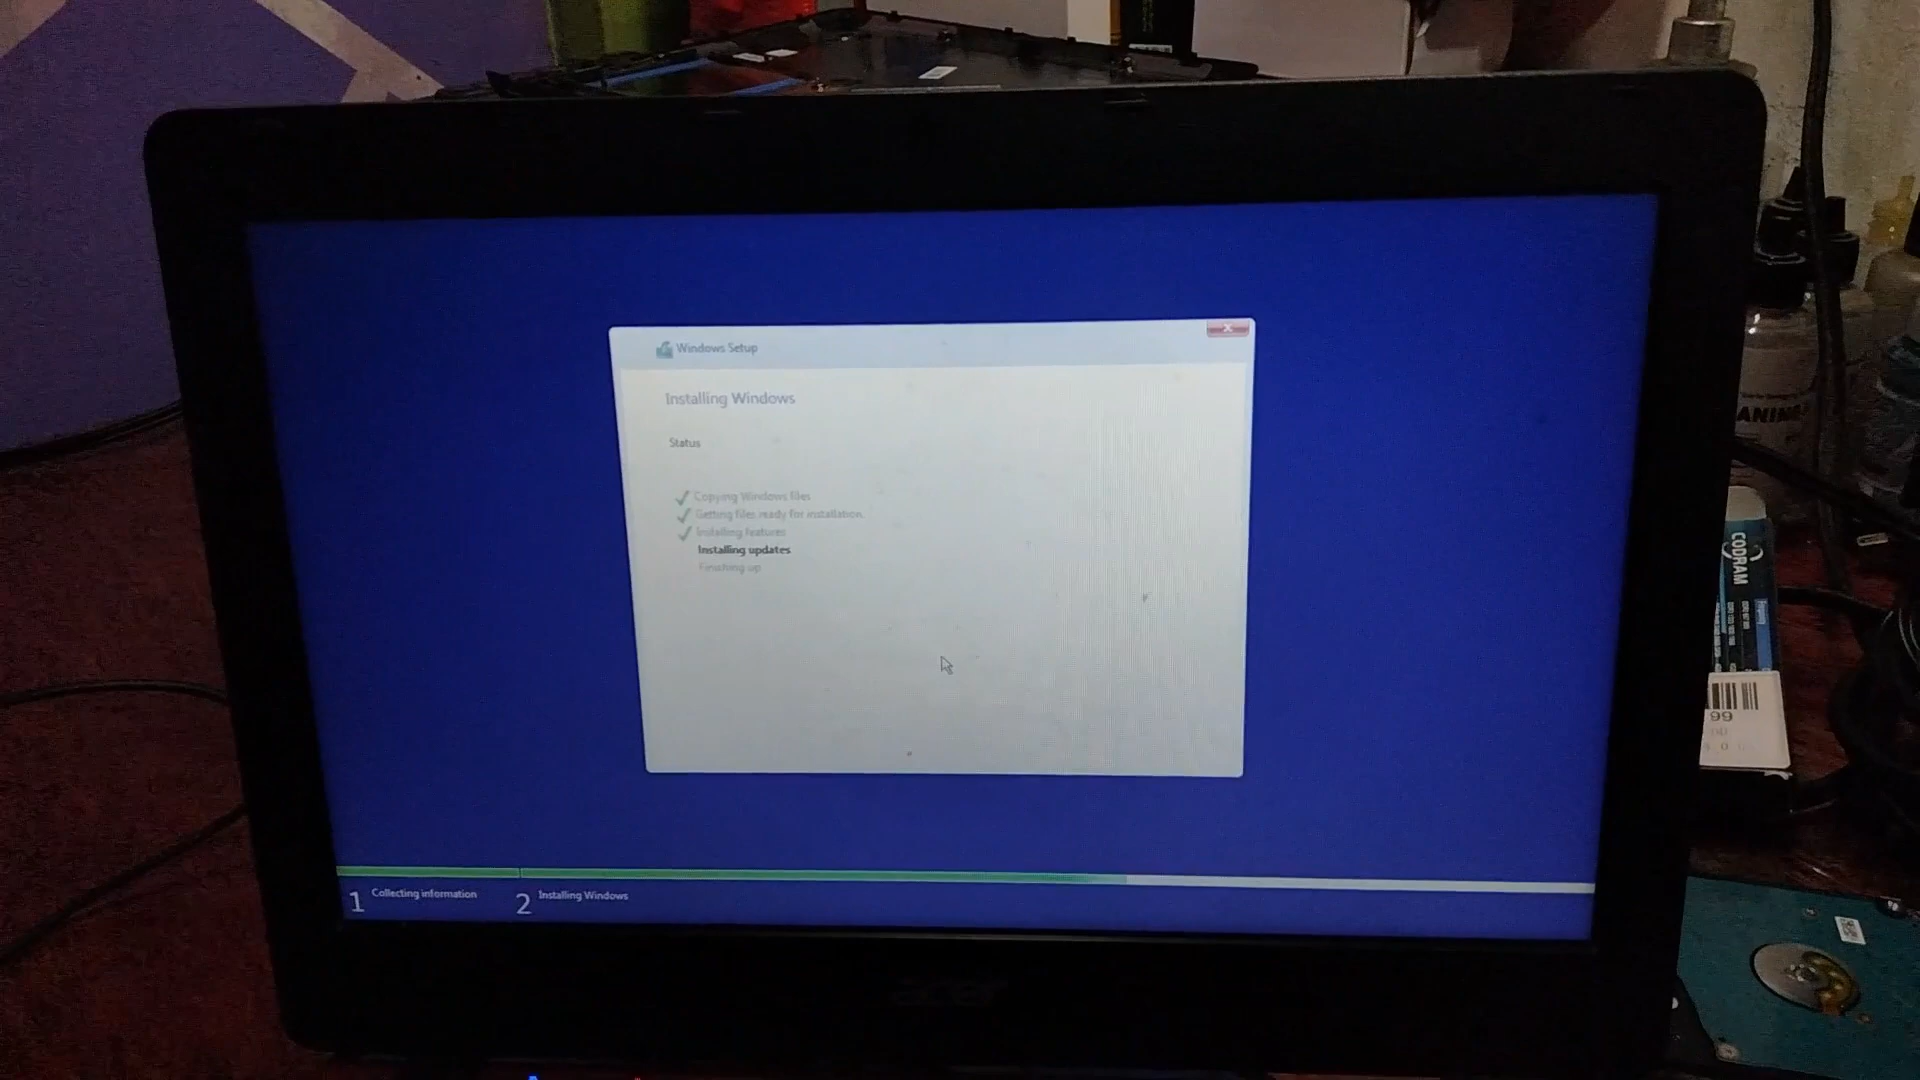 Windows Setup
Installing Windows
Status
Copying Windows files
Getting files ready for installation
Installing features
Installing updates
Finishing up
1 Collecting information
2 Installing Windows
acer
CODRAM
99